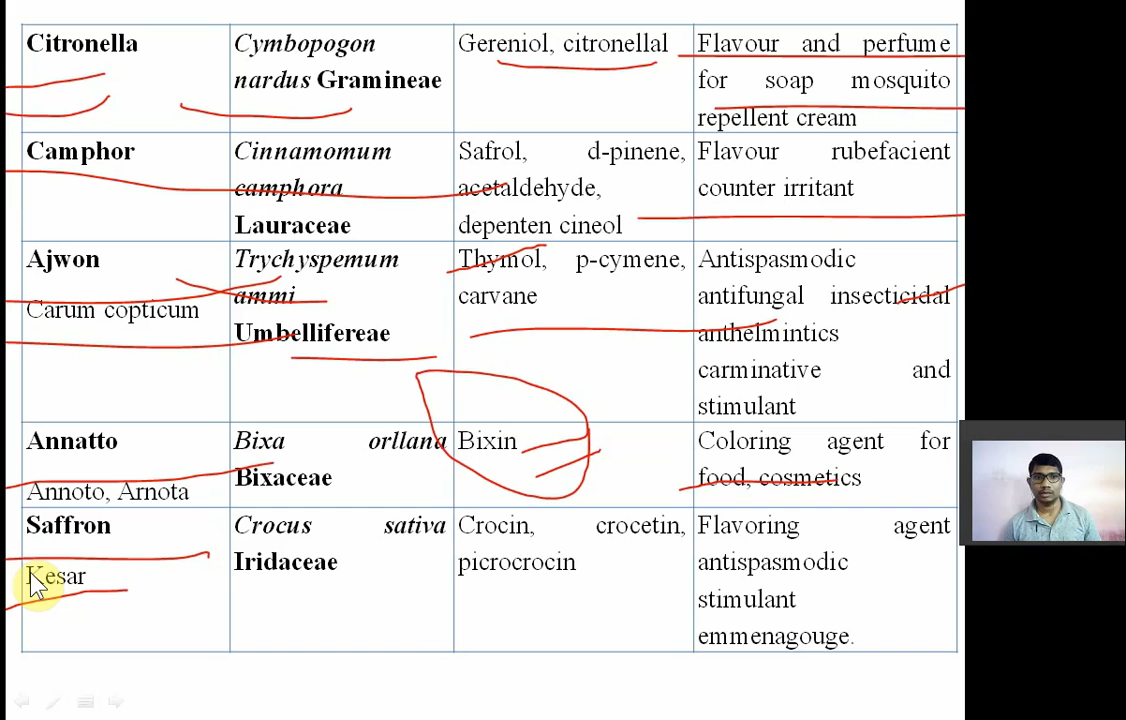 Citronella
Cymbopogon
nardus Gramineae
Gereniol, citronellal
Flavour and perfume
for soap mosquito
repellent cream
Camphor
Cinnamomum
camphora
Lauraceae
Safrol, d-pinene,
acetaldehyde,
depenten cineol
Flavour rubefacient
counter irritant
Ajwon
Carum copticum
Trychyspemum
ammi
Umbellifereae
Thymol, p-cymene,
carvane
Antispasmodic
antifungal insecticidal
anthelmintics
carminative and
stimulant
Annatto
Annoto, Arnota
Bixa orllana
Bixaceae
Bixin
Coloring agent for
food, cosmetics
Saffron
Kesar
Crocus sativa
Iridaceae
Crocin, crocetin,
picrocrocin
Flavoring agent
antispasmodic
stimulant
emmenagouge.